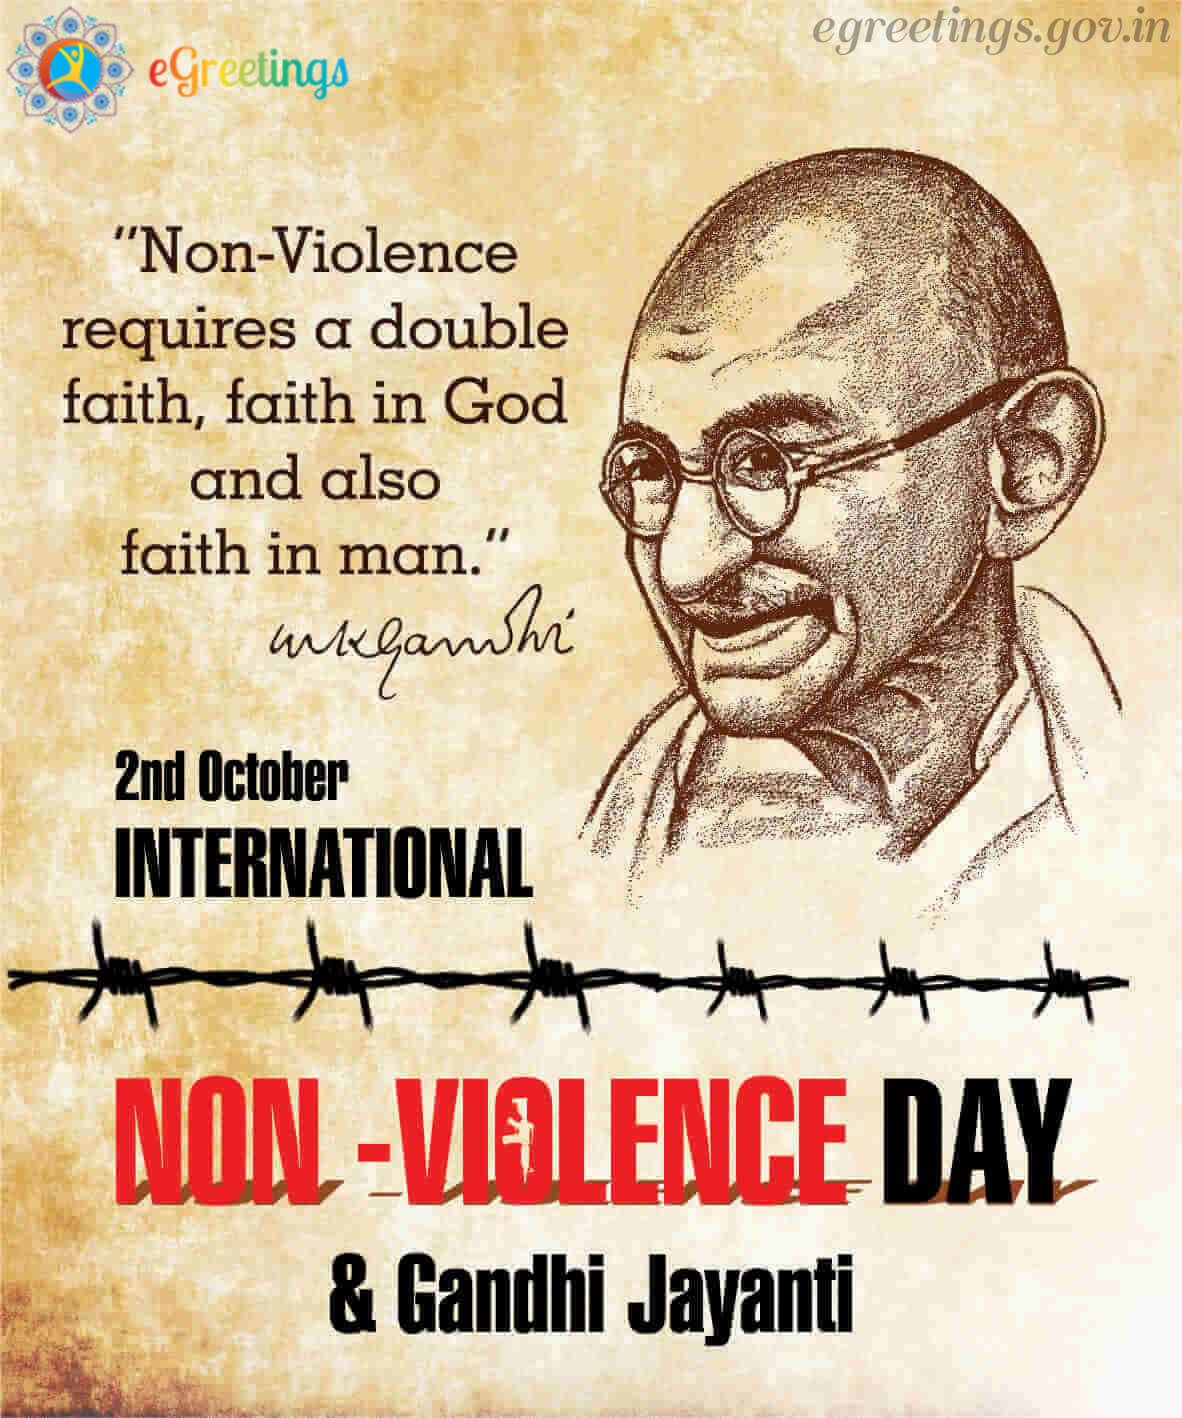 eGreetings
egreetings.gov.in
“Non-Violence
requires a double
faith, faith in God
and also
faith in man.”
mkgandhi
2nd October
INTERNATIONAL
NON -VIOLENCE DAY
& Gandhi Jayanti